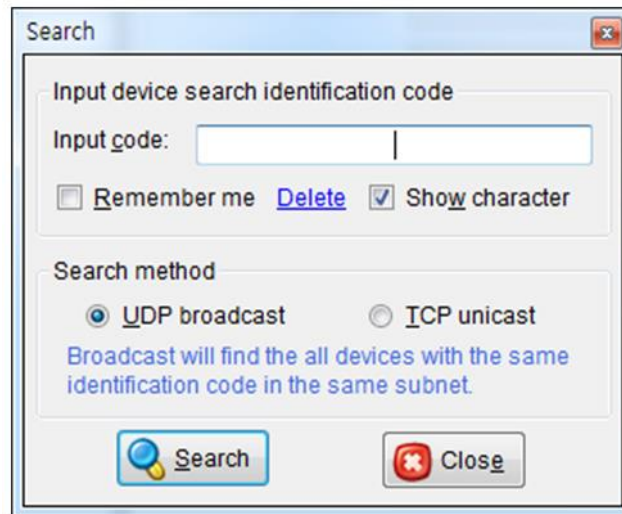 Search
Input device search identification code
Input code:
Remember me Delete Show character
Search method
UDP broadcast TCP unicast
Broadcast will find the all devices with the same
identification code in the same subnet.
Search Close